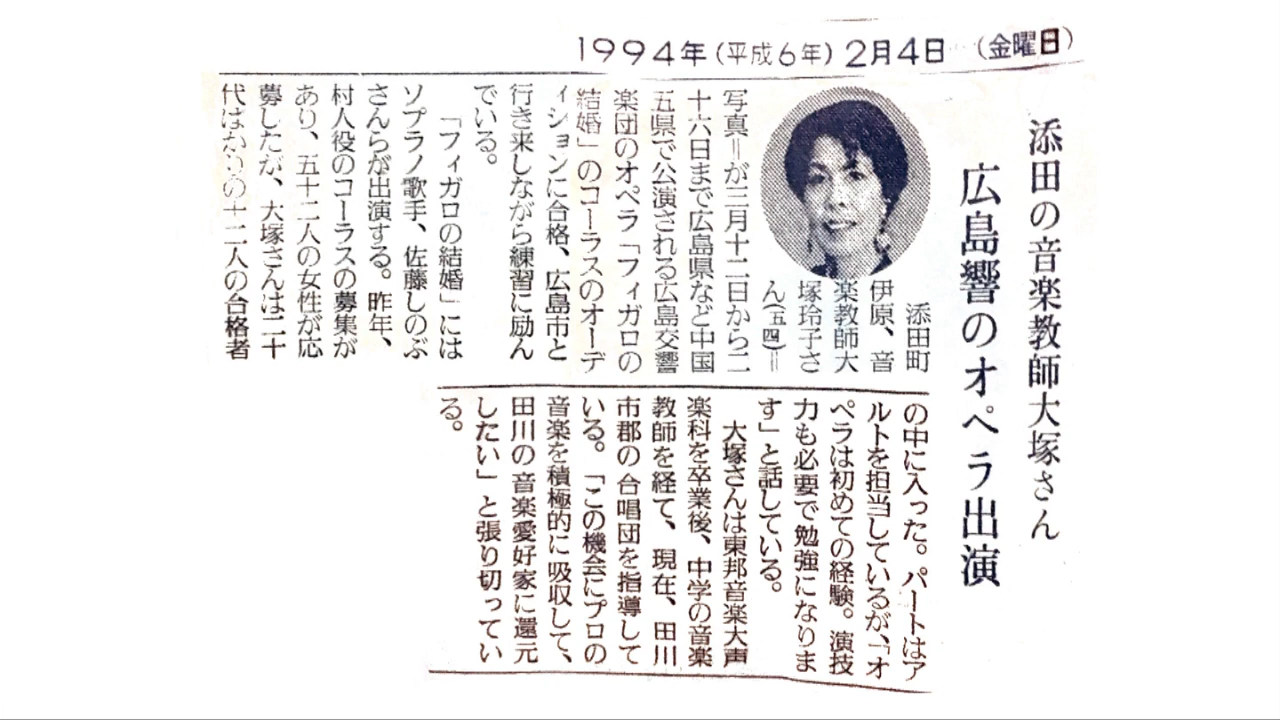 1994年(平成6年)2月4日 (金曜日)
添田の音楽教師大塚さん
広島響のオペラ出演
添田町
伊原、音
楽教師大
塚玲子さ
ん(五四)=
写真=が三月十二日から二
十六日まで広島県など中国
五県で公演される広島交響
楽団のオペラ「フィガロの
結婚」のコーラスのオーデ
ィションに合格、広島市と
行き来しながら練習に励ん
でいる。
「フィガロの結婚」には
ソプラノ歌手、佐藤しのぶ
さんらが出演する。昨年、
村人役のコーラスの募集が
あり、五十二人の女性が応
募したが、大塚さんは二十
代ばかりの十二人の合格者
の中に入った。パートはア
ルトを担当しているが、「オ
ペラは初めての経験。演技
力も必要で勉強になりま
す」と話している。
大塚さんは東邦音楽大声
楽科を卒業後、中学の音楽
教師を経て、現在、田川
市郡の合唱団を指導して
いる。「この機会にプロの
音楽を積極的に吸収して、
田川の音楽愛好家に還元
したい」と張り切ってい
る。